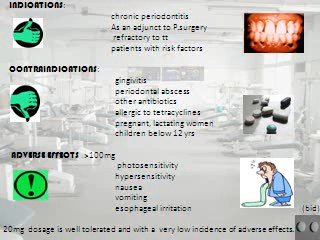 INDICATIONS:
chronic periodontitis
As an adjunct to P.surgery
refractory to tt
patients with risk factors
CONTRAINDICATIONS:
gingivitis
periodontal abscess
other antibiotics
allergic to tetracyclines
pregnant, lactating women
children below 12 yrs
ADVERSE EFFECTS >100mg
photosensitivity
hypersensitivity
nausea
vomiting
esophageal irritation (bid)
20mg dosage is well tolerated and with a very low incidence of adverse effects.